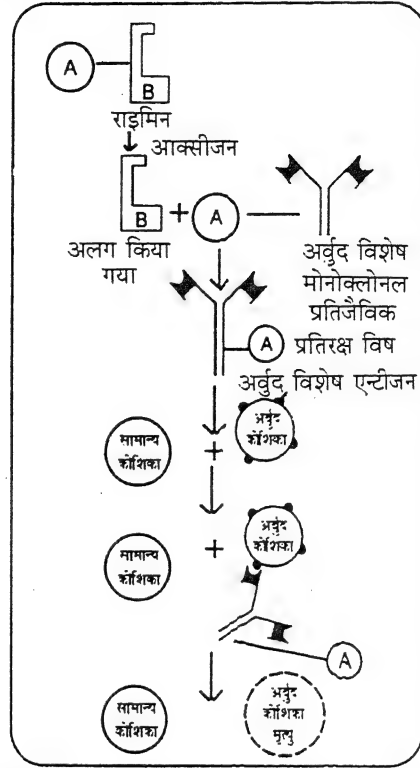 A
B
राइमिन
आक्सीजन
B + A
अलग किया
गया
अर्वुद विशेष
मोनोक्लोनल
प्रतिजैविक
A प्रतिरक्ष विष
अर्वुद विशेष एन्टीजन
सामान्य
कोशिका
+
अर्वुद
कोशिका
सामान्य
कोशिका
+
अर्वुद
कोशिका
A
सामान्य
कोशिका
अर्वुद
कोशिका
मृत्यु